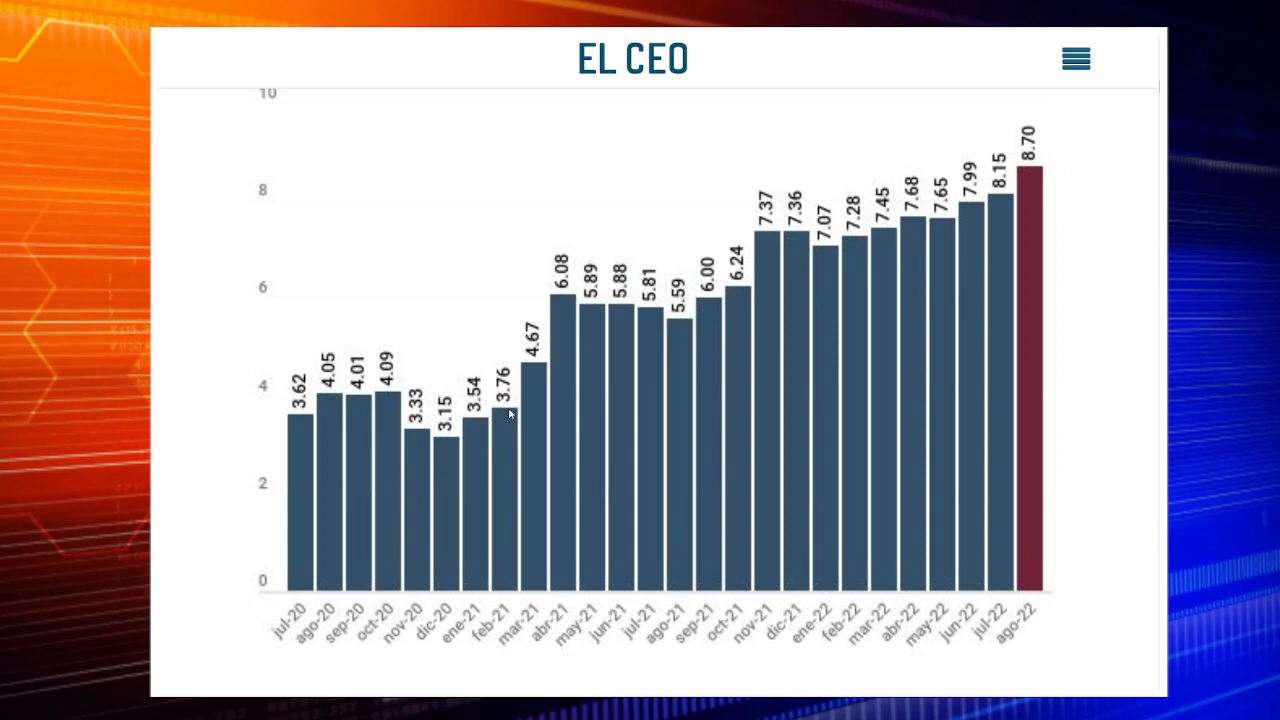 EL CEO
10
8
6
4
2
0
3.62
4.05
4.01
4.09
3.33
3.15
3.54
3.76
4.67
6.08
5.89
5.88
5.81
5.59
6.00
6.24
7.37
7.36
7.07
7.28
7.45
7.68
7.65
7.99
8.15
8.70
jul-20
ago-20
sep-20
oct-20
nov-20
dic-20
ene-21
feb-21
mar-21
abr-21
may-21
jun-21
jul-21
ago-21
sep-21
oct-21
nov-21
dic-21
ene-22
feb-22
mar-22
abr-22
may-22
jun-22
jul-22
ago-22